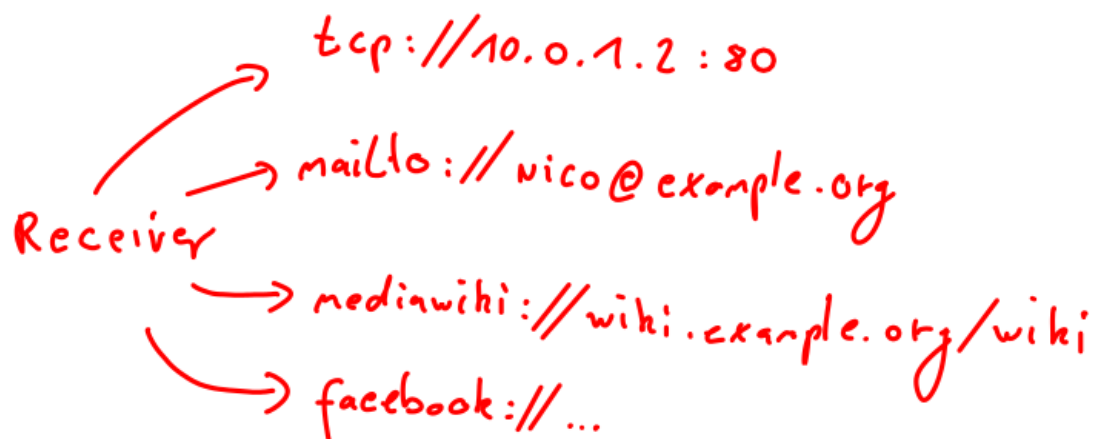 tcp://10.0.1.2:80
mailto://nico@example.org
Receiver
mediawiki://wiki.example.org/wiki
facebook://...